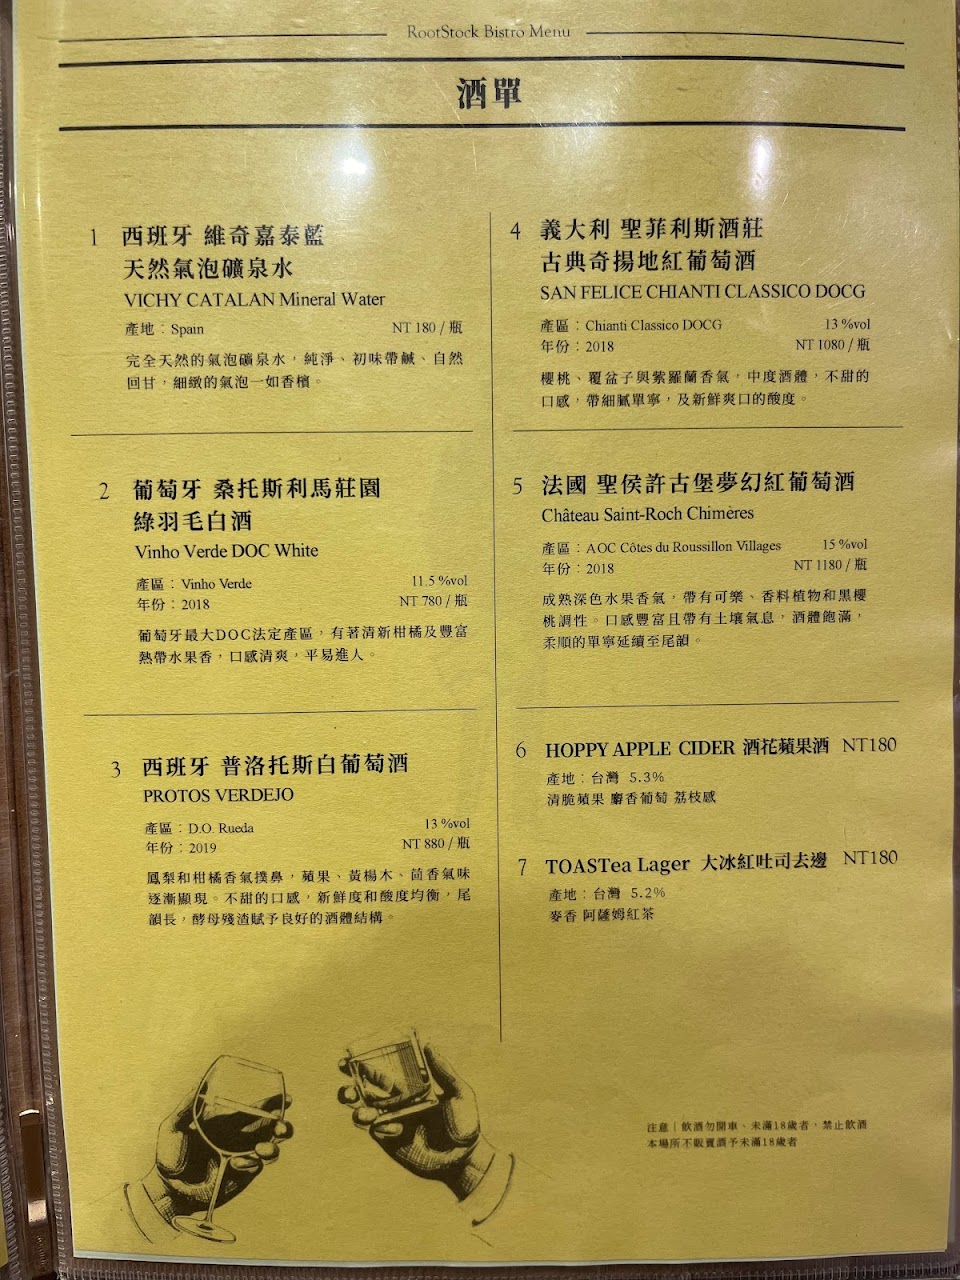 RootStock Bistro Menu
酒單
1 西班牙 維奇嘉泰藍
天然氣泡礦泉水
VICHY CATALAN Mineral Water
產地：Spain NT 180 / 瓶
完全天然的氣泡礦泉水，純淨、初味帶鹹、自然
回甘，細緻的氣泡一如香檳。
2 葡萄牙 桑托斯利馬莊園
綠羽毛白酒
Vinho Verde DOC White
產區：Vinho Verde 11.5 %vol
年份：2018 NT 780 / 瓶
葡萄牙最大DOC法定產區，有著清新柑橘及豐富
熱帶水果香，口感清爽，平易進人。
3 西班牙 普洛托斯白葡萄酒
PROTOS VERDEJO
產區：D.O. Rueda 13 %vol
年份：2019 NT 880 / 瓶
鳳梨和柑橘香氣撲鼻，蘋果、黃楊木、茴香氣味
逐漸顯現。不甜的口感，新鮮度和酸度均衡，尾
韻長，酵母殘渣賦予良好的酒體結構。
4 義大利 聖菲利斯酒莊
古典奇揚地紅葡萄酒
SAN FELICE CHIANTI CLASSICO DOCG
產區：Chianti Classico DOCG 13 %vol
年份：2018 NT 1080 / 瓶
櫻桃、覆盆子與紫羅蘭香氣，中度酒體，不甜的
口感，帶細膩單寧，及新鮮爽口的酸度。
5 法國 聖侯許古堡夢幻紅葡萄酒
Château Saint-Roch Chimères
產區：AOC Côtes du Roussillon Villages 15 %vol
年份：2018 NT 1180 / 瓶
成熟深色水果香氣，帶有可樂、香料植物和黑櫻
桃調性。口感豐富且帶有土壤氣息，酒體飽滿，
柔順的單寧延續至尾韻。
6 HOPPY APPLE CIDER 酒花蘋果酒 NT180
產地：台灣 5.3%
清脆蘋果 麝香葡萄 荔枝感
7 TOASTea Lager 大冰紅吐司去邊 NT180
產地：台灣 5.2%
麥香 阿薩姆紅茶
注意｜飲酒勿開車、未滿18歲者，禁止飲酒
本場所不販賣酒予未滿18歲者